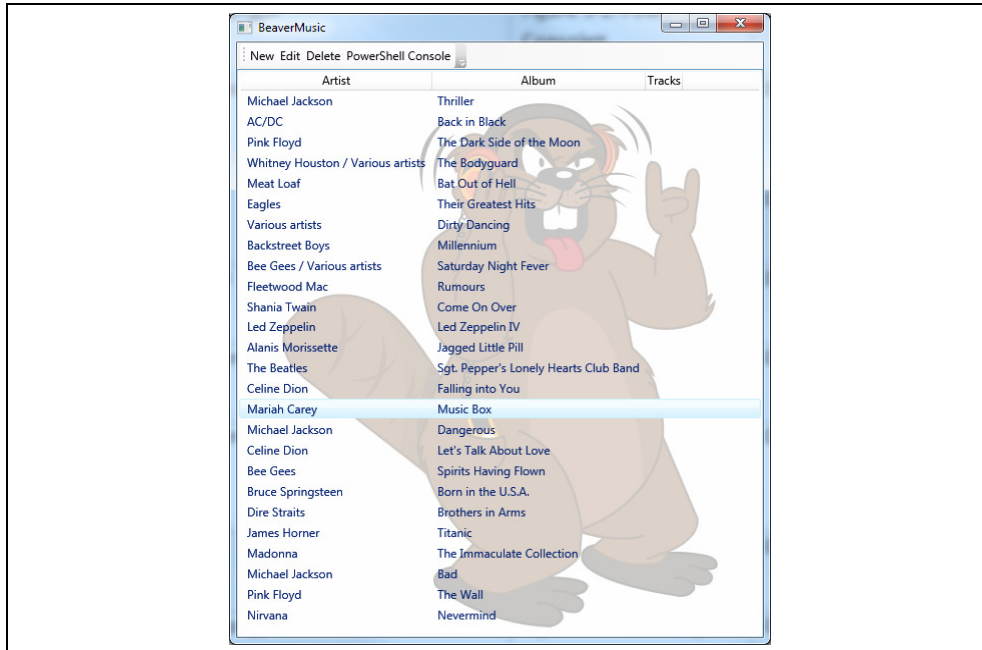 BeaverMusic
New Edit Delete PowerShell Console
Artist Album Tracks
Michael Jackson Thriller
AC/DC Back in Black
Pink Floyd The Dark Side of the Moon
Whitney Houston / Various artists The Bodyguard
Meat Loaf Bat Out of Hell
Eagles Their Greatest Hits
Various artists Dirty Dancing
Backstreet Boys Millennium
Bee Gees / Various artists Saturday Night Fever
Fleetwood Mac Rumours
Shania Twain Come On Over
Led Zeppelin Led Zeppelin IV
Alanis Morissette Jagged Little Pill
The Beatles Sgt. Pepper's Lonely Hearts Club Band
Celine Dion Falling into You
Mariah Carey Music Box
Michael Jackson Dangerous
Celine Dion Let's Talk About Love
Bee Gees Spirits Having Flown
Bruce Springsteen Born in the U.S.A.
Dire Straits Brothers in Arms
James Horner Titanic
Madonna The Immaculate Collection
Michael Jackson Bad
Pink Floyd The Wall
Nirvana Nevermind